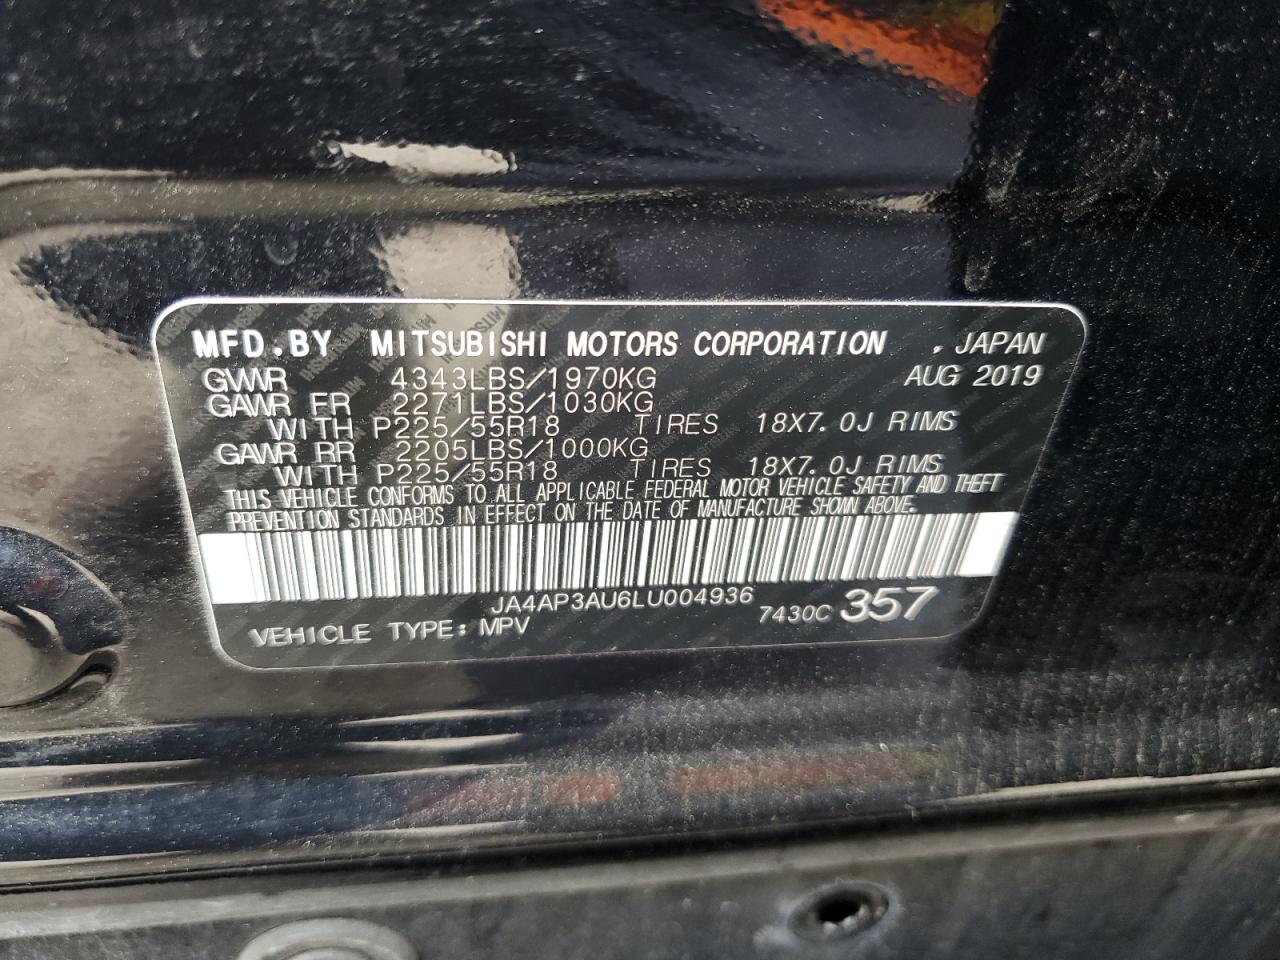 MFD.BY MITSUBISHI MOTORS CORPORATION , JAPAN
GVWR 4343LBS/1970KG AUG 2019
GAWR FR 2271LBS/1030KG
WITH P225/55R18 TIRES 18X7.0J RIMS
GAWR RR 2205LBS/1000KG
WITH P225/55R18 TIRES 18X7.0J RIMS
THIS VEHICLE CONFORMS TO ALL APPLICABLE FEDERAL MOTOR VEHICLE SAFETY AND THEFT
PREVENTION STANDARDS IN EFFECT ON THE DATE OF MANUFACTURE SHOWN ABOVE.
JA4AP3AU6LU004936
VEHICLE TYPE: MPV 7430C 357